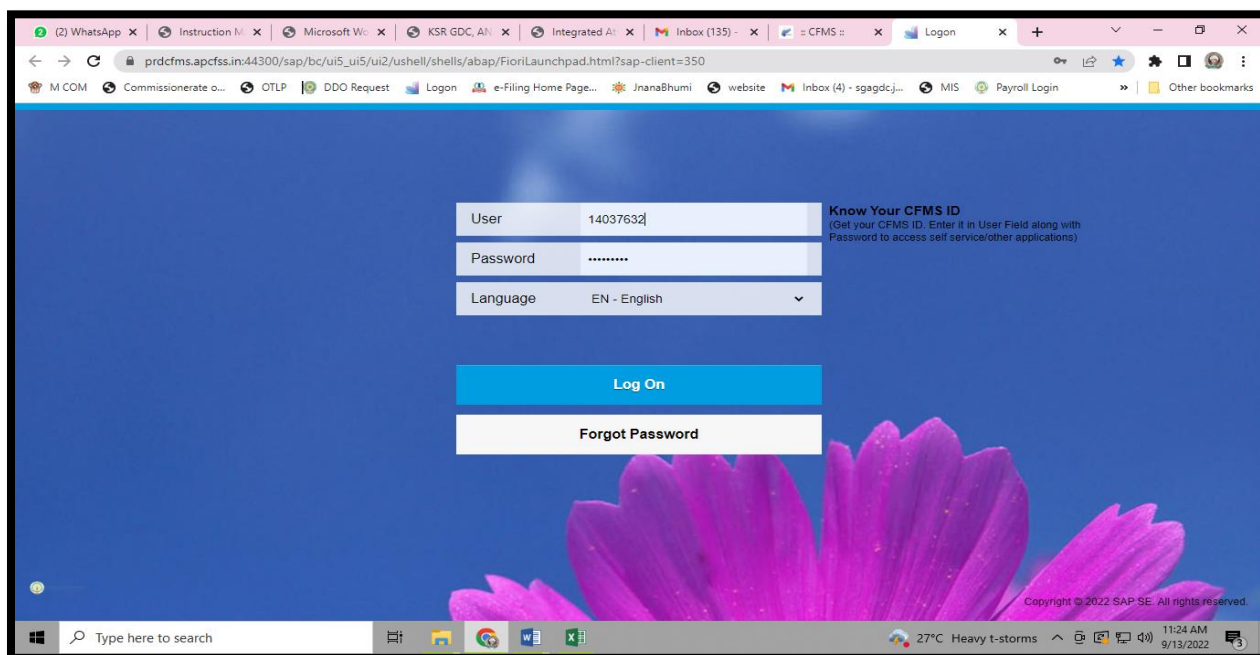 (2) WhatsApp
Instruction M
Microsoft Wo
KSR GDC, AN
Integrated As
Inbox (135) -
:: CFMS ::
Logon
prdcfms.apcfss.in:44300/sap/bc/ui5_ui5/ui2/ushell/shells/abap/FioriLaunchpad.html?sap-client=350
M COM Commissionerate o... OTLP DDO Request Logon e-Filing Home Page... JnanaBhumi website Inbox (4) - sgagdc.j... MIS Payroll Login » Other bookmarks
User 14037632
Know Your CFMS ID
(Get your CFMS ID. Enter it in User Field along with
Password to access self service/other applications)
Password •••••••••
Language EN - English
Log On
Forgot Password
Copyright © 2022 SAP SE. All rights reserved.
Type here to search
27°C Heavy t-storms
11:24 AM
9/13/2022
3